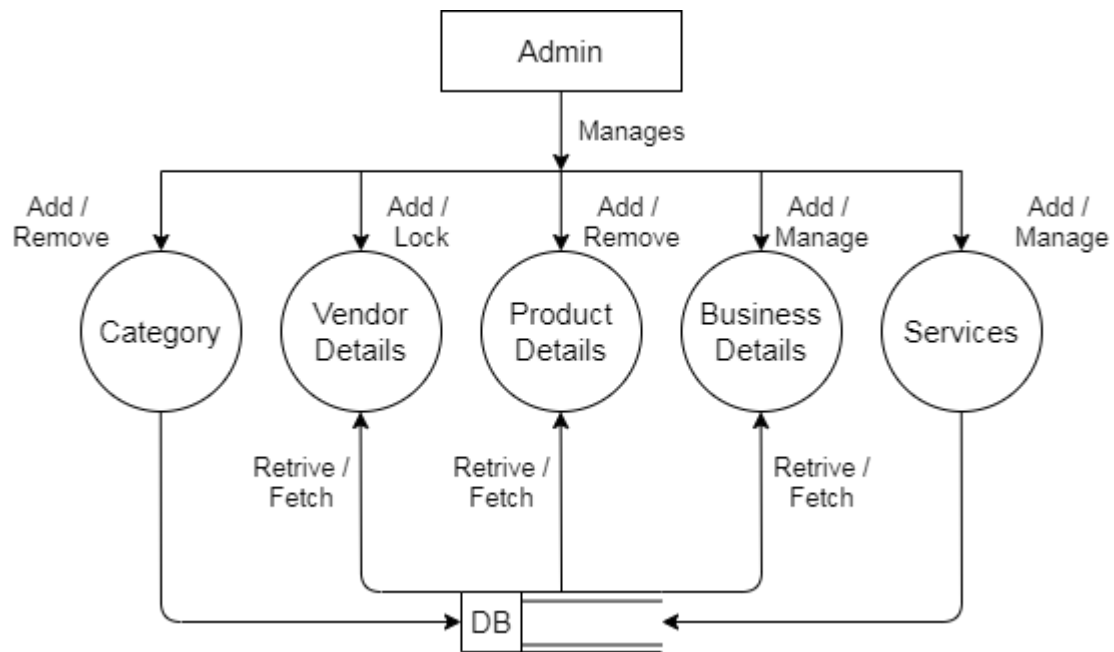 Admin
Manages
Add /
Remove
Add /
Lock
Add /
Remove
Add /
Manage
Add /
Manage
Category
Vendor
Details
Product
Details
Business
Details
Services
Retrive /
Fetch
Retrive /
Fetch
Retrive /
Fetch
DB